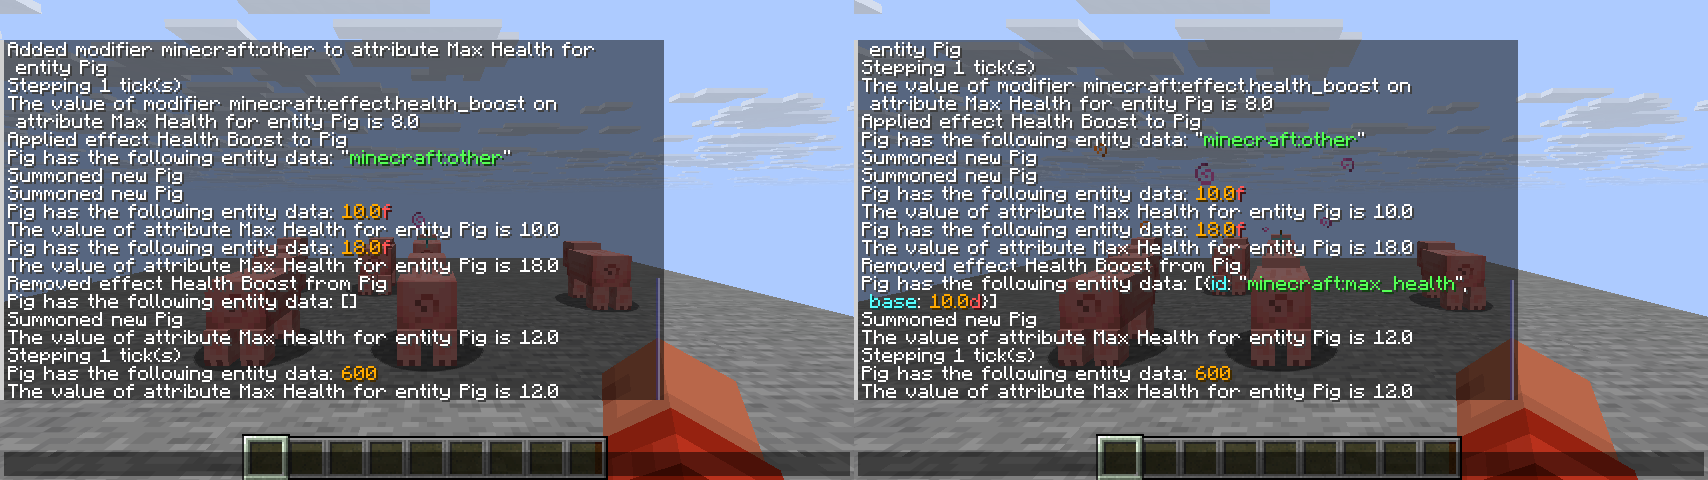 Added modifier minecraft:other to attribute Max Health for
entity Pig
Stepping 1 tick(s)
The value of modifier minecraft:effect.health_boost on
attribute Max Health for entity Pig is 8.0
Applied effect Health Boost to Pig
Pig has the following entity data: "minecraft:other"
Summoned new Pig
Summoned new Pig
Pig has the following entity data: 10.0f
The value of attribute Max Health for entity Pig is 10.0
Pig has the following entity data: 18.0f
The value of attribute Max Health for entity Pig is 18.0
Removed effect Health Boost from Pig
Pig has the following entity data: []
Summoned new Pig
The value of attribute Max Health for entity Pig is 12.0
Stepping 1 tick(s)
Pig has the following entity data: 600
The value of attribute Max Health for entity Pig is 12.0
entity Pig
Stepping 1 tick(s)
The value of modifier minecraft:effect.health_boost on
attribute Max Health for entity Pig is 8.0
Applied effect Health Boost to Pig
Pig has the following entity data: "minecraft:other"
Summoned new Pig
Summoned new Pig
Pig has the following entity data: 10.0f
The value of attribute Max Health for entity Pig is 10.0
Pig has the following entity data: 18.0f
The value of attribute Max Health for entity Pig is 18.0
Removed effect Health Boost from Pig
Pig has the following entity data: [{id: "minecraft:max_health",
base: 10.0d}]
Summoned new Pig
The value of attribute Max Health for entity Pig is 12.0
Stepping 1 tick(s)
Pig has the following entity data: 600
The value of attribute Max Health for entity Pig is 12.0